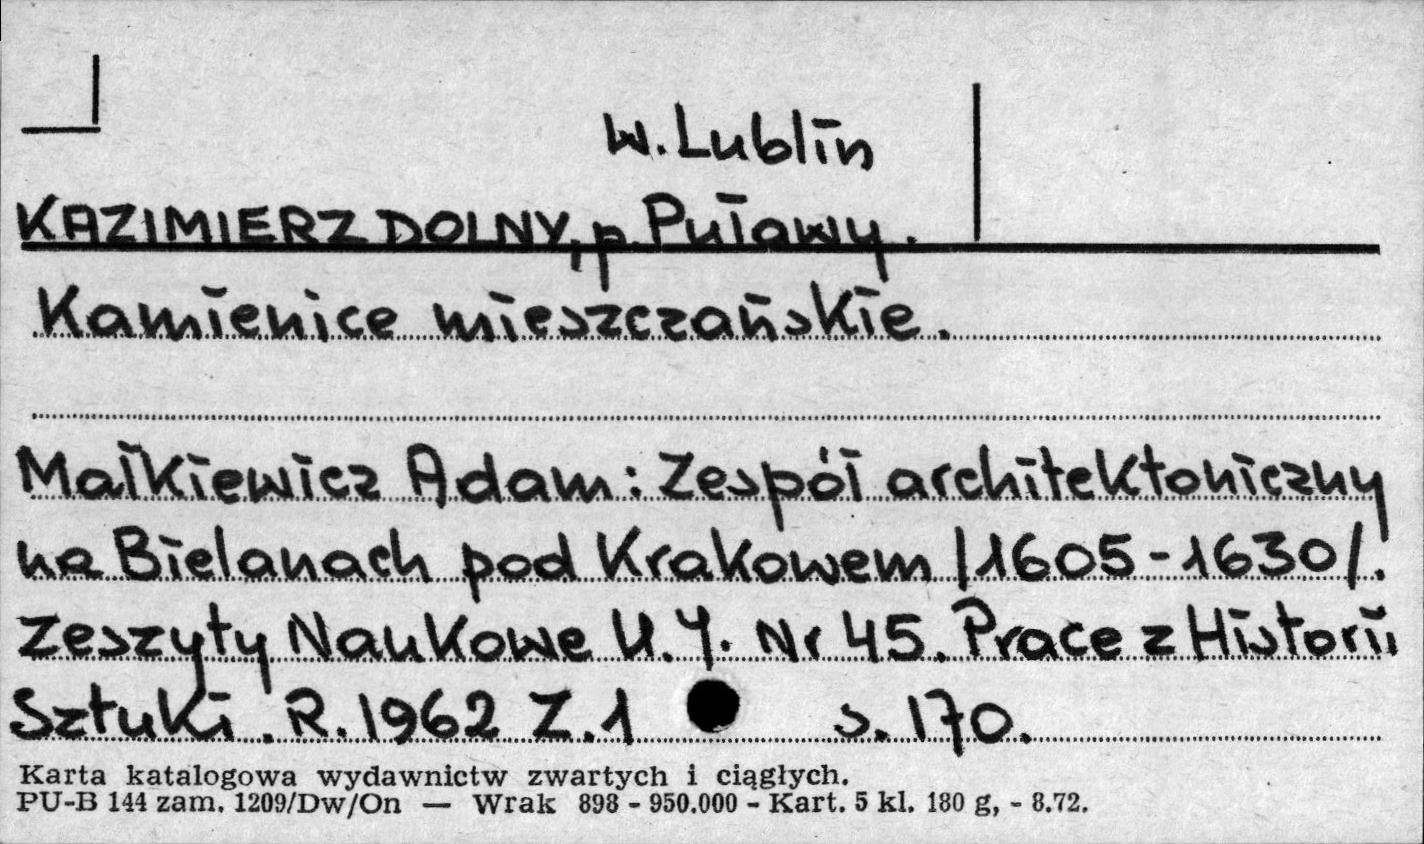 w. Lublin
KAZIMIERZ DOLNY, p. Puławy.
Kamienice mieszczańskie.
Małkiewicz Adam: Zespół architektoniczny
na Bielanach pod Krakowem /1605-1630/.
Zeszyty Naukowe U.J. Nr 45. Prace z Historii
Sztuki. R. 1962 Z.1 s. 170.
Karta katalogowa wydawnictw zwartych i ciągłych.
PU-B 144 zam. 1209/Dw/On — Wrak 898 - 950.000 - Kart. 5 kl. 180 g, - 8.72.